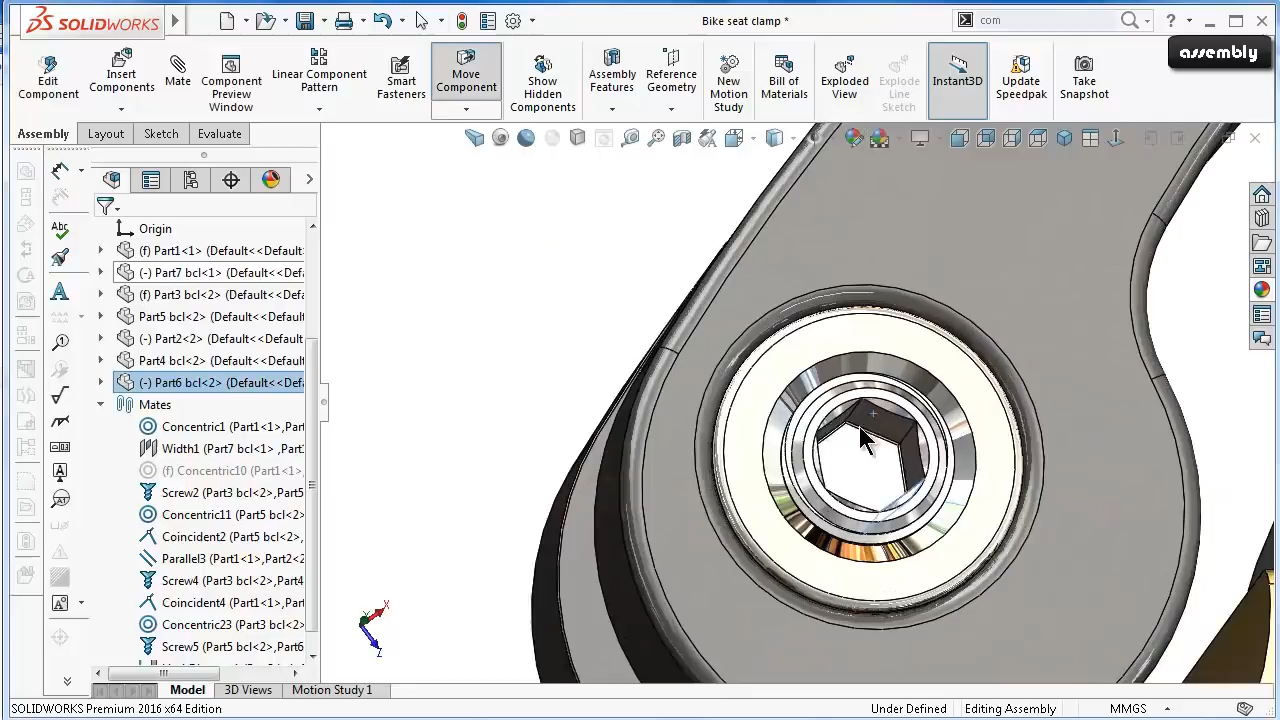 SOLIDWORKS
Bike seat clamp *
com
assembly
Edit Component
Insert Components
Mate
Component Preview Window
Linear Component Pattern
Smart Fasteners
Move Component
Show Hidden Components
Assembly Features
Reference Geometry
New Motion Study
Bill of Materials
Exploded View
Explode Line Sketch
Instant3D
Update Speedpak
Take Snapshot
Assembly
Layout
Sketch
Evaluate
Origin
(f) Part1<1> (Default<<Default
(-) Part7 bcl<1> (Default<<Defa
(f) Part3 bcl<2> (Default<<Defa
Part5 bcl<2> (Default<<Default
(-) Part2<2> (Default<<Default
Part4 bcl<2> (Default<<Default
(-) Part6 bcl<2> (Default<<Defa
Mates
Concentric1 (Part1<1>,Part
Width1 (Part7 bcl<1>,Part
(f) Concentric10 (Part1<1>
Screw2 (Part3 bcl<2>,Part5
Concentric11 (Part5 bcl<2>
Coincident2 (Part5 bcl<2>,
Parallel3 (Part1<1>,Part2<
Screw4 (Part3 bcl<2>,Part4
Coincident4 (Part1<1>,Part
Concentric23 (Part3 bcl<2>
Screw5 (Part5 bcl<2>,Part6
Abc
X
Y
Z
Model
3D Views
Motion Study 1
SOLIDWORKS Premium 2016 x64 Edition
Under Defined
Editing Assembly
MMGS